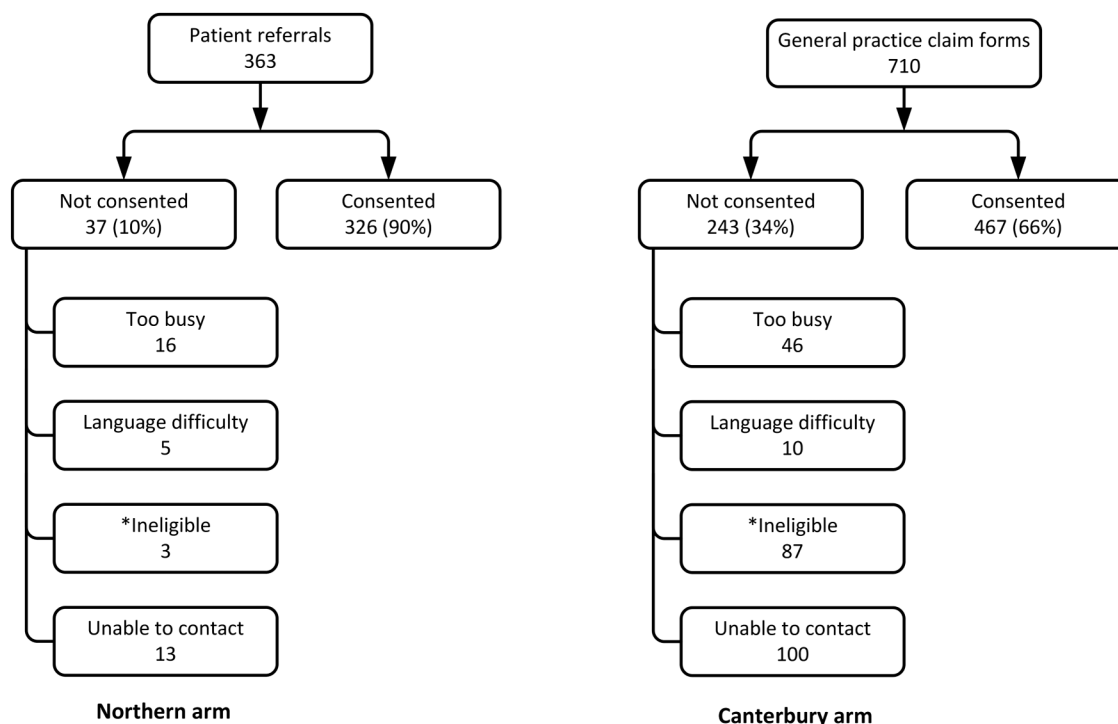 Patient referrals
363
Not consented
37 (10%)
Consented
326 (90%)
Too busy
16
Language difficulty
5
*Ineligible
3
Unable to contact
13
Northern arm
General practice claim forms
710
Not consented
243 (34%)
Consented
467 (66%)
Too busy
46
Language difficulty
10
*Ineligible
87
Unable to contact
100
Canterbury arm